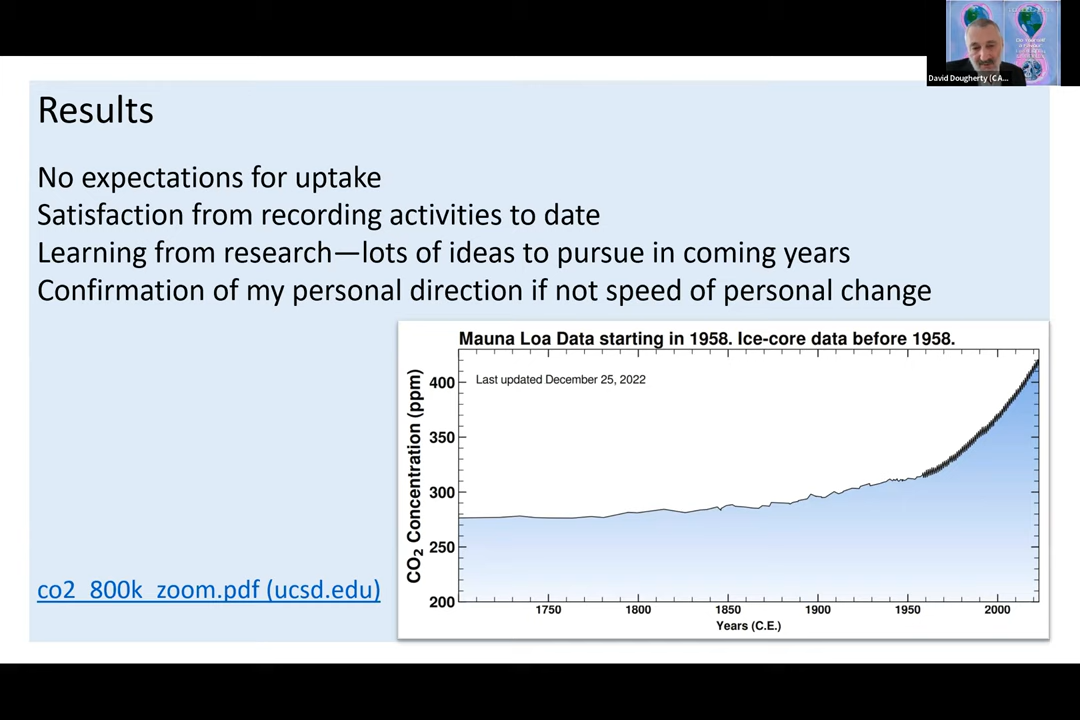 David Dougherty (CA...
Results
No expectations for uptake
Satisfaction from recording activities to date
Learning from research—lots of ideas to pursue in coming years
Confirmation of my personal direction if not speed of personal change
Mauna Loa Data starting in 1958. Ice-core data before 1958.
Last updated December 25, 2022
CO2 Concentration (ppm)
400
350
300
250
200
1750 1800 1850 1900 1950 2000
Years (C.E.)
co2_800k_zoom.pdf (ucsd.edu)